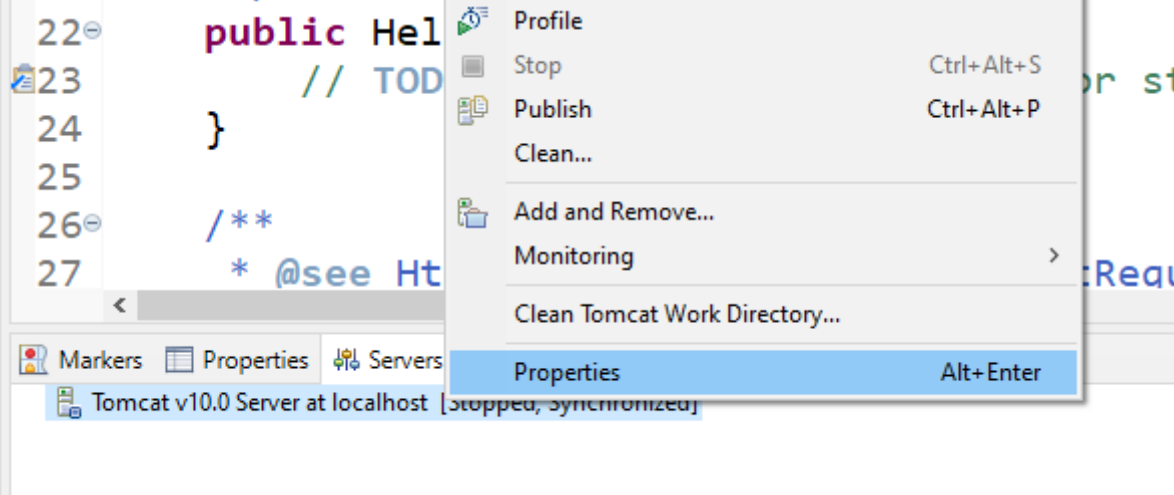 Profile
22 public Hel
Stop Ctrl+Alt+S
23 // TOD or st
Publish Ctrl+Alt+P
24 }
Clean...
25
Add and Remove...
26 /**
Monitoring
27 * @see Ht :Requ
Clean Tomcat Work Directory...
Markers Properties Servers
Properties Alt+Enter
Tomcat v10.0 Server at localhost [Stopped, Synchronized]